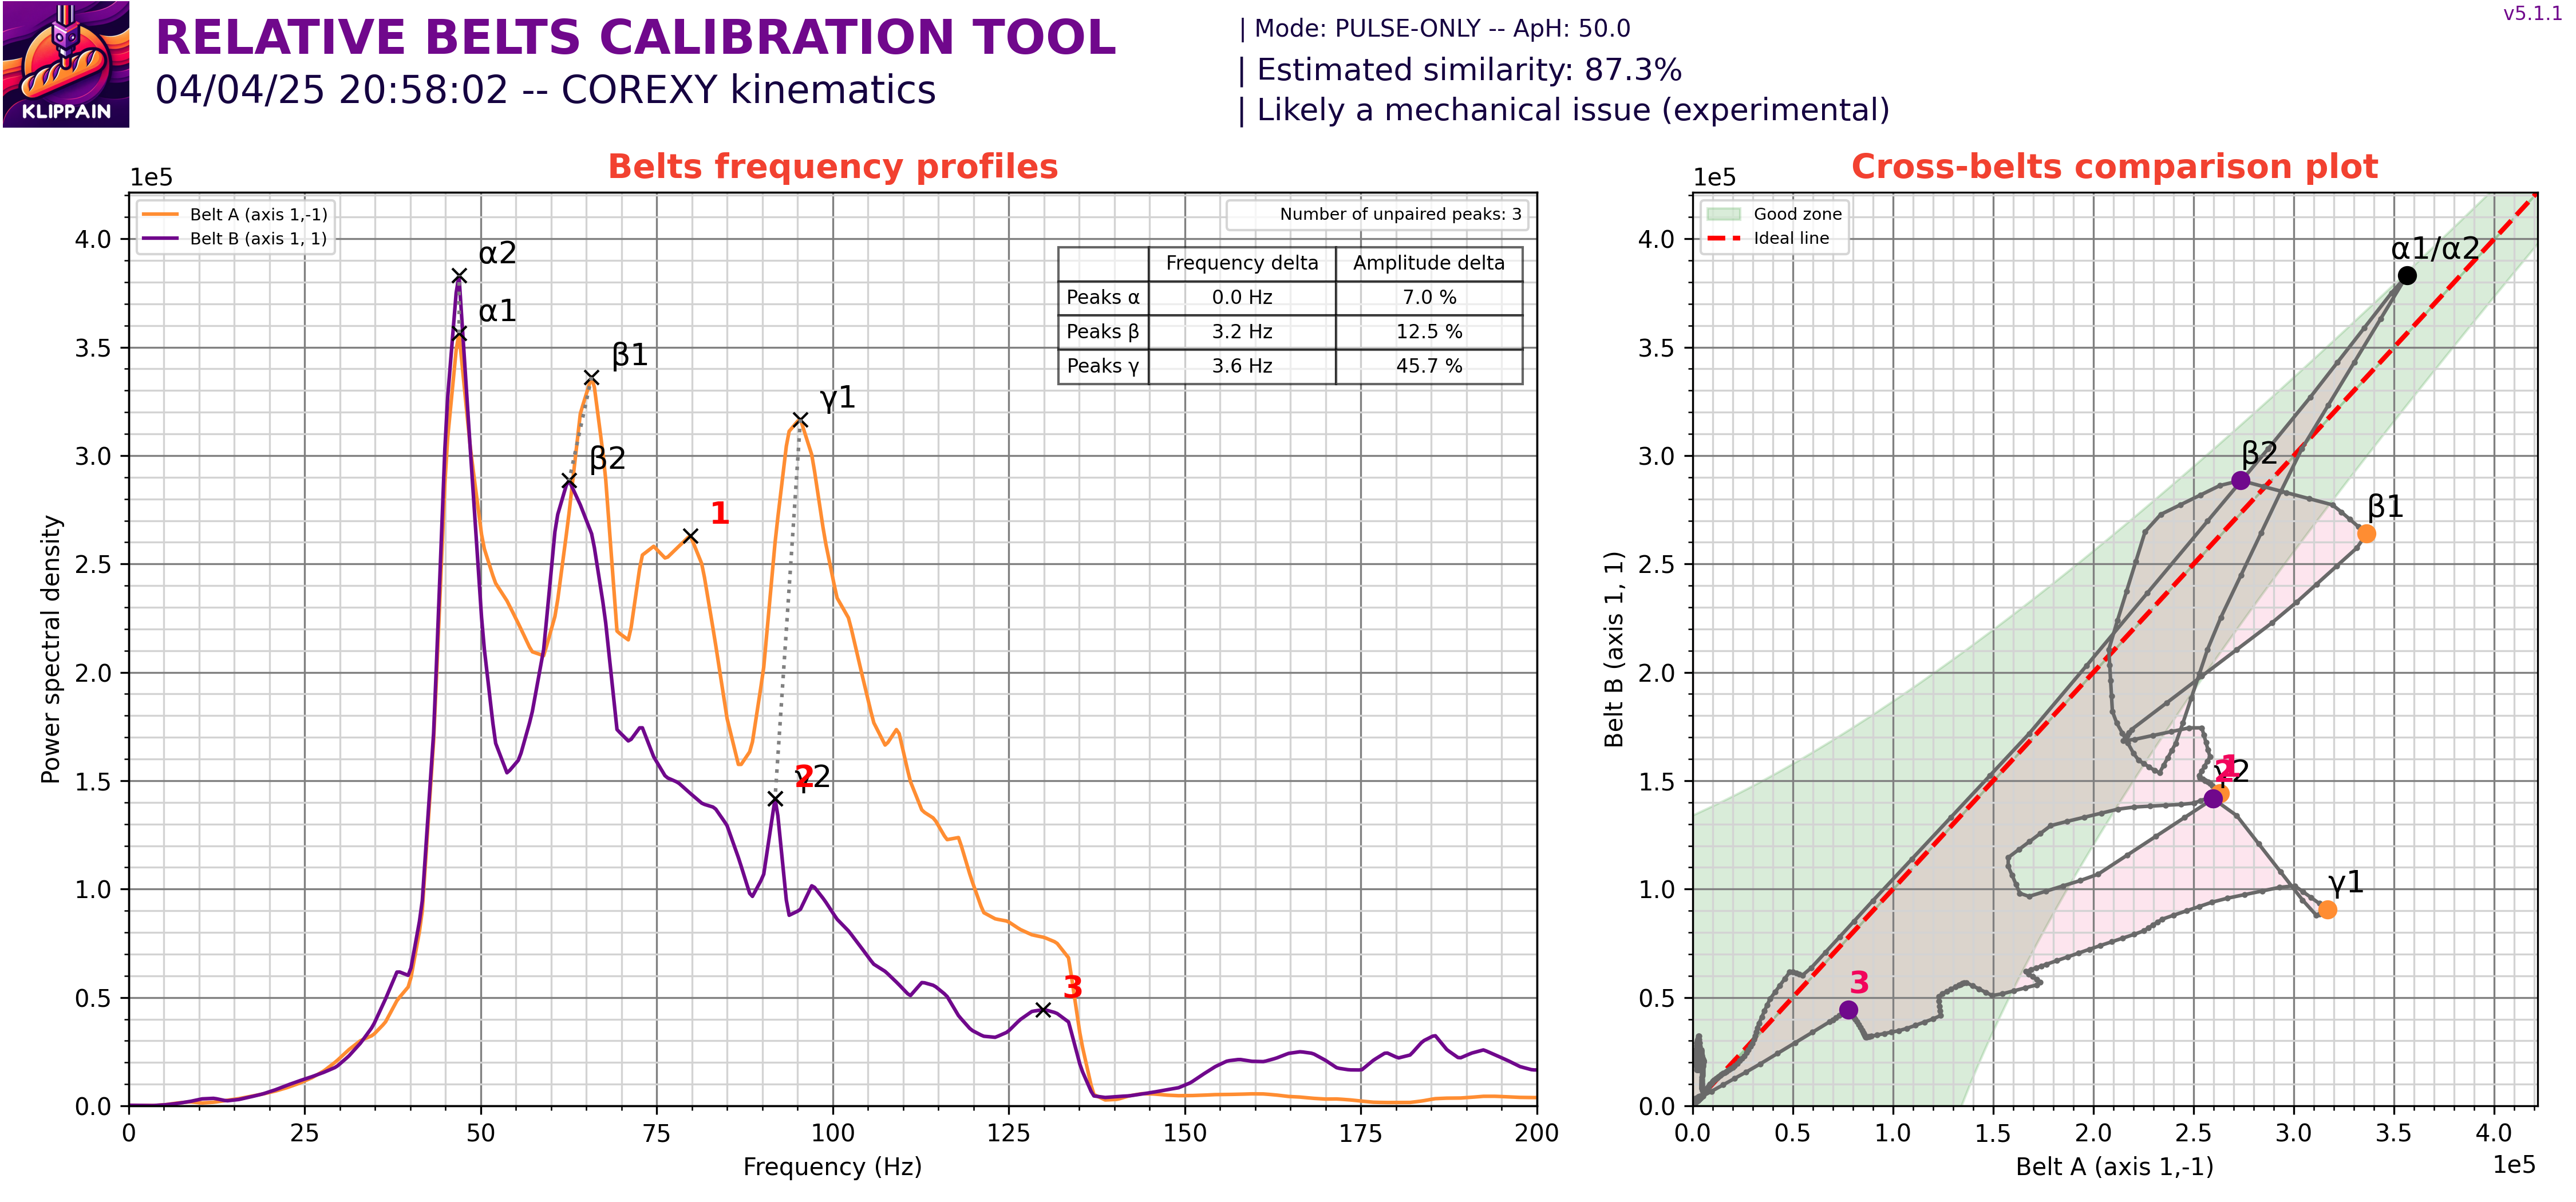 KLIPPAIN
RELATIVE BELTS CALIBRATION TOOL
04/04/25 20:58:02 -- COREXY kinematics
| Mode: PULSE-ONLY -- ApH: 50.0
| Estimated similarity: 87.3%
| Likely a mechanical issue (experimental)
v5.1.1
Belts frequency profiles
1e5
Belt A (axis 1,-1)
Belt B (axis 1, 1)
Number of unpaired peaks: 3
Frequency delta Amplitude delta
Peaks α 0.0 Hz 7.0 %
Peaks β 3.2 Hz 12.5 %
Peaks γ 3.6 Hz 45.7 %
α2
α1
β1
β2
γ1
1
γ2
2
3
4.0
3.5
3.0
2.5
2.0
1.5
1.0
0.5
0.0
0 25 50 75 100 125 150 175 200
Power spectral density
Frequency (Hz)
Cross-belts comparison plot
1e5
Good zone
Ideal line
α1/α2
β2
β1
γ2
1
2
γ1
3
4.0
3.5
3.0
2.5
2.0
1.5
1.0
0.5
0.0
0.0 0.5 1.0 1.5 2.0 2.5 3.0 3.5 4.0
Belt B (axis 1, 1)
Belt A (axis 1,-1)
1e5